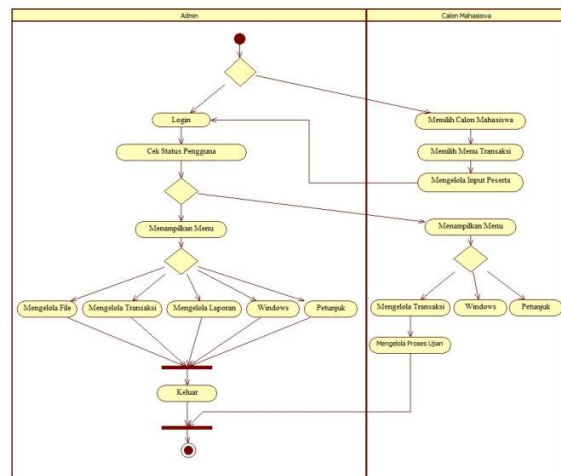 Admin
Calon Mahasiswa
Login
Memilih Calon Mahasiswa
Cek Status Pengguna
Memilih Menu Transaksi
Mengelola Input Peserta
Menampilkan Menu
Menampilkan Menu
Mengelola File
Mengelola Transaksi
Mengelola Laporan
Windows
Petunjuk
Mengelola Transaksi
Windows
Petunjuk
Mengelola Proses Ujian
Keluar